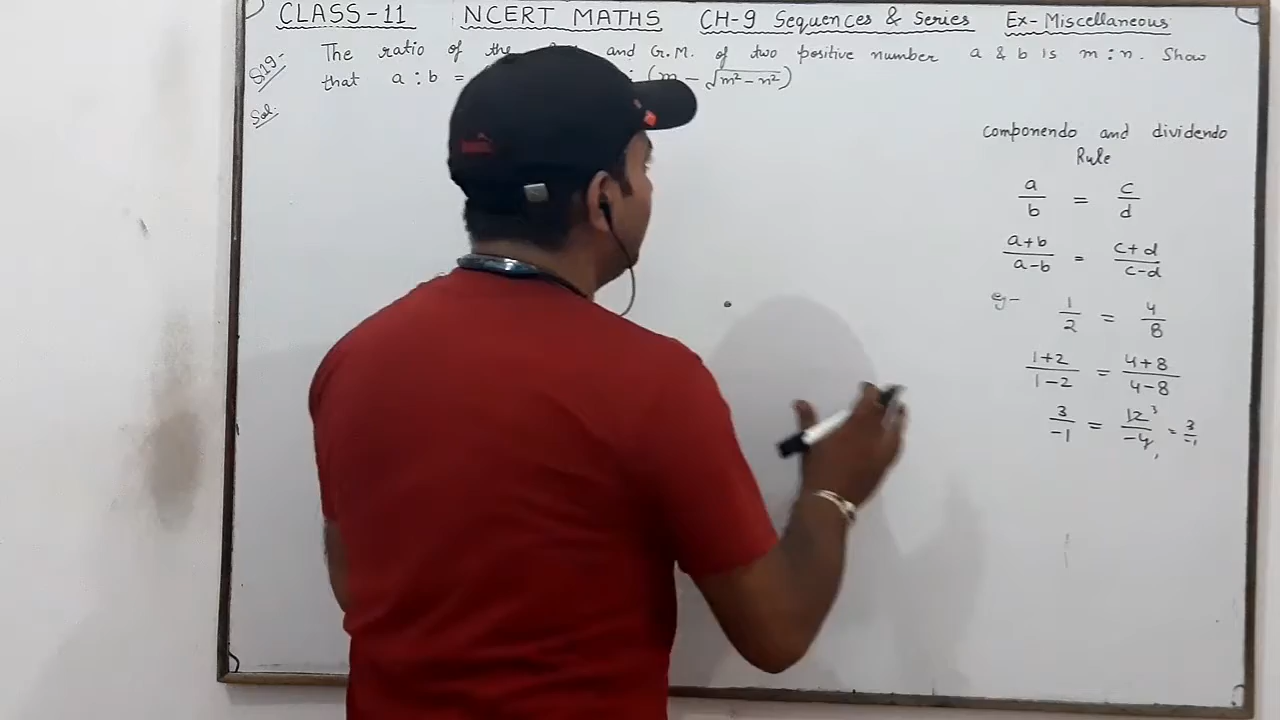 CLASS-11 NCERT MATHS CH-9 Sequences & Series Ex-Miscellaneous
Q19- The ratio of the and G.M. of two positive number a & b is m : n. Show
that a : b = : (m - √m² - n²)
Sol.
Componendo and dividendo
Rule
a/b = c/d
a+b/a-b = c+d/c-d
eg- 1/2 = 4/8
1+2/1-2 = 4+8/4-8
3/-1 = 12³/-4, = 3/-1